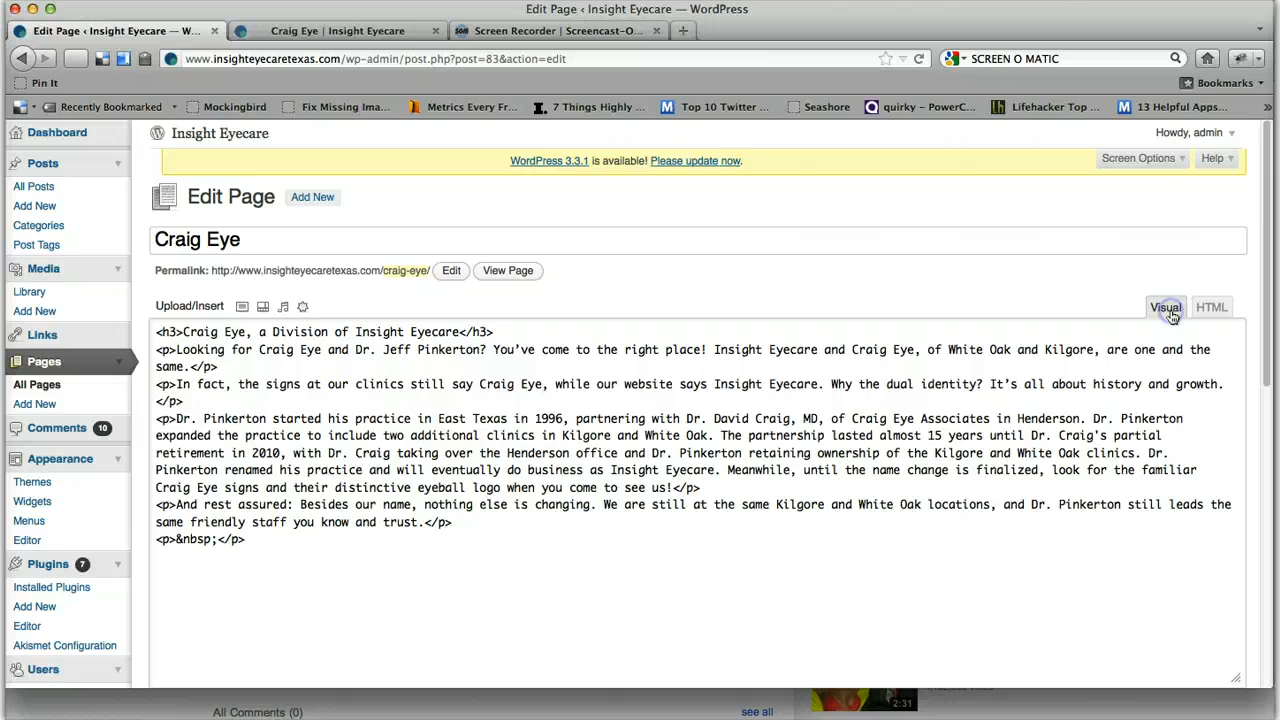 Edit Page ‹ Insight Eyecare — WordPress
Edit Page ‹ Insight Eyecare — W...
Craig Eye | Insight Eyecare
SOM Screen Recorder | Screencast-O...
www.insighteyecaretexas.com/wp-admin/post.php?post=83&action=edit
SCREEN O MATIC
Pin It
Bookmarks
Recently Bookmarked
Mockingbird
Fix Missing Ima...
Metrics Every Fr...
7 Things Highly ...
Top 10 Twitter ...
Seashore
quirky – PowerC...
Lifehacker Top ...
13 Helpful Apps...
»
Dashboard
Insight Eyecare
Howdy, admin
WordPress 3.3.1 is available! Please update now.
Screen Options
Help
Posts
All Posts
Add New
Categories
Post Tags
Media
Library
Add New
Links
Pages
All Pages
Add New
Comments 10
Appearance
Themes
Widgets
Menus
Editor
Plugins 7
Installed Plugins
Add New
Editor
Akismet Configuration
Users
Edit Page Add New
Craig Eye
Permalink: http://www.insighteyecaretexas.com/craig-eye/ Edit View Page
Upload/Insert
Visual
HTML
<h3>Craig Eye, a Division of Insight Eyecare</h3>
<p>Looking for Craig Eye and Dr. Jeff Pinkerton? You’ve come to the right place! Insight Eyecare and Craig Eye, of White Oak and Kilgore, are one and the
same.</p>
<p>In fact, the signs at our clinics still say Craig Eye, while our website says Insight Eyecare. Why the dual identity? It’s all about history and growth.
</p>
<p>Dr. Pinkerton started his practice in East Texas in 1996, partnering with Dr. David Craig, MD, of Craig Eye Associates in Henderson. Dr. Pinkerton
expanded the practice to include two additional clinics in Kilgore and White Oak. The partnership lasted almost 15 years until Dr. Craig's partial
retirement in 2010, with Dr. Craig taking over the Henderson office and Dr. Pinkerton retaining ownership of the Kilgore and White Oak clinics. Dr.
Pinkerton renamed his practice and will eventually do business as Insight Eyecare. Meanwhile, until the name change is finalized, look for the familiar
Craig Eye signs and their distinctive eyeball logo when you come to see us!</p>
<p>And rest assured: Besides our name, nothing else is changing. We are still at the same Kilgore and White Oak locations, and Dr. Pinkerton still leads the
same friendly staff you know and trust.</p>
<p>&nbsp;</p>
2:31
All Comments (0)
see all